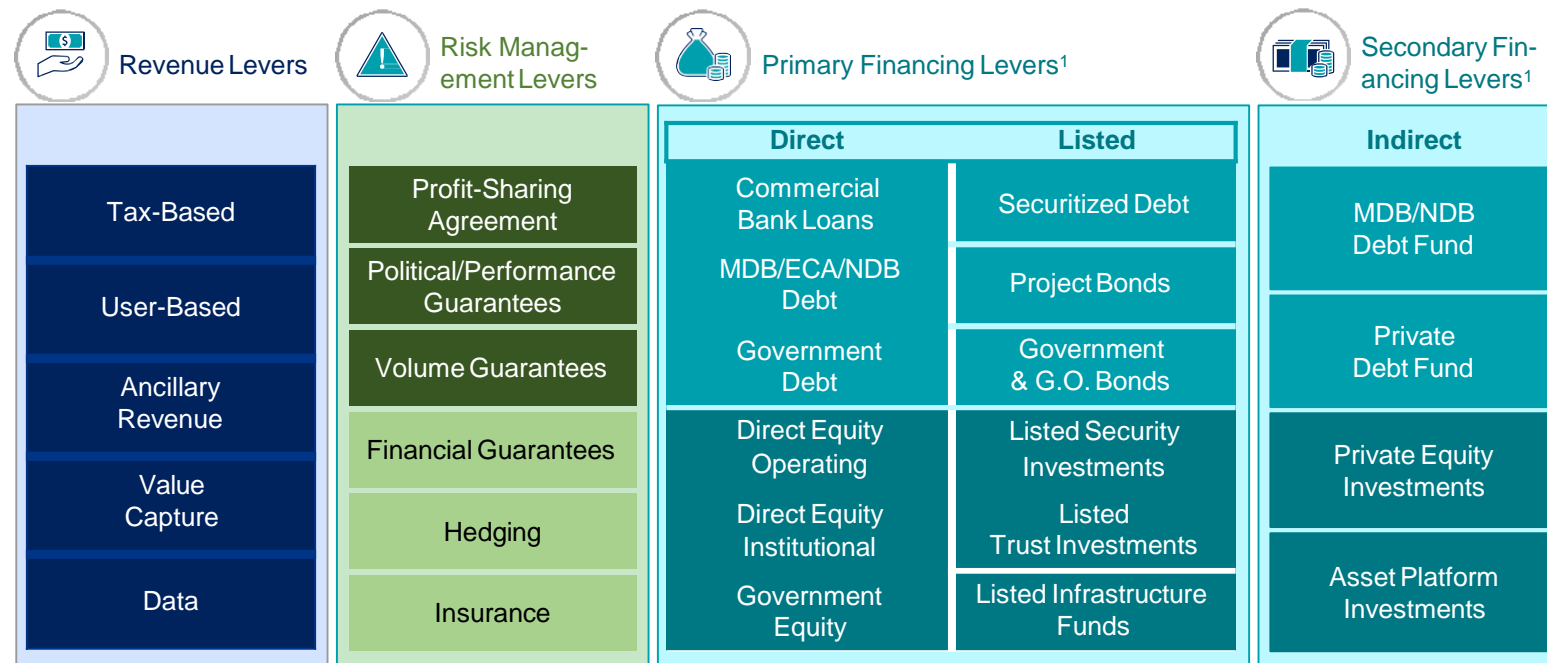 Revenue Levers
Tax-Based
User-Based
Ancillary
Revenue
Value
Capture
Data
Risk Manag-
ement Levers
Profit-Sharing
Agreement
Political/Performance
Guarantees
Volume Guarantees
Financial Guarantees
Hedging
Insurance
Primary Financing Levers¹
Direct
Commercial
Bank Loans
MDB/ECA/NDB
Debt
Government
Debt
Direct Equity
Operating
Direct Equity
Institutional
Government
Equity
Listed
Securitized Debt
Project Bonds
Government
& G.O. Bonds
Listed Security
Investments
Listed
Trust Investments
Listed Infrastructure
Funds
Secondary Fin-
ancing Levers¹
Indirect
MDB/NDB
Debt Fund
Private
Debt Fund
Private Equity
Investments
Asset Platform
Investments